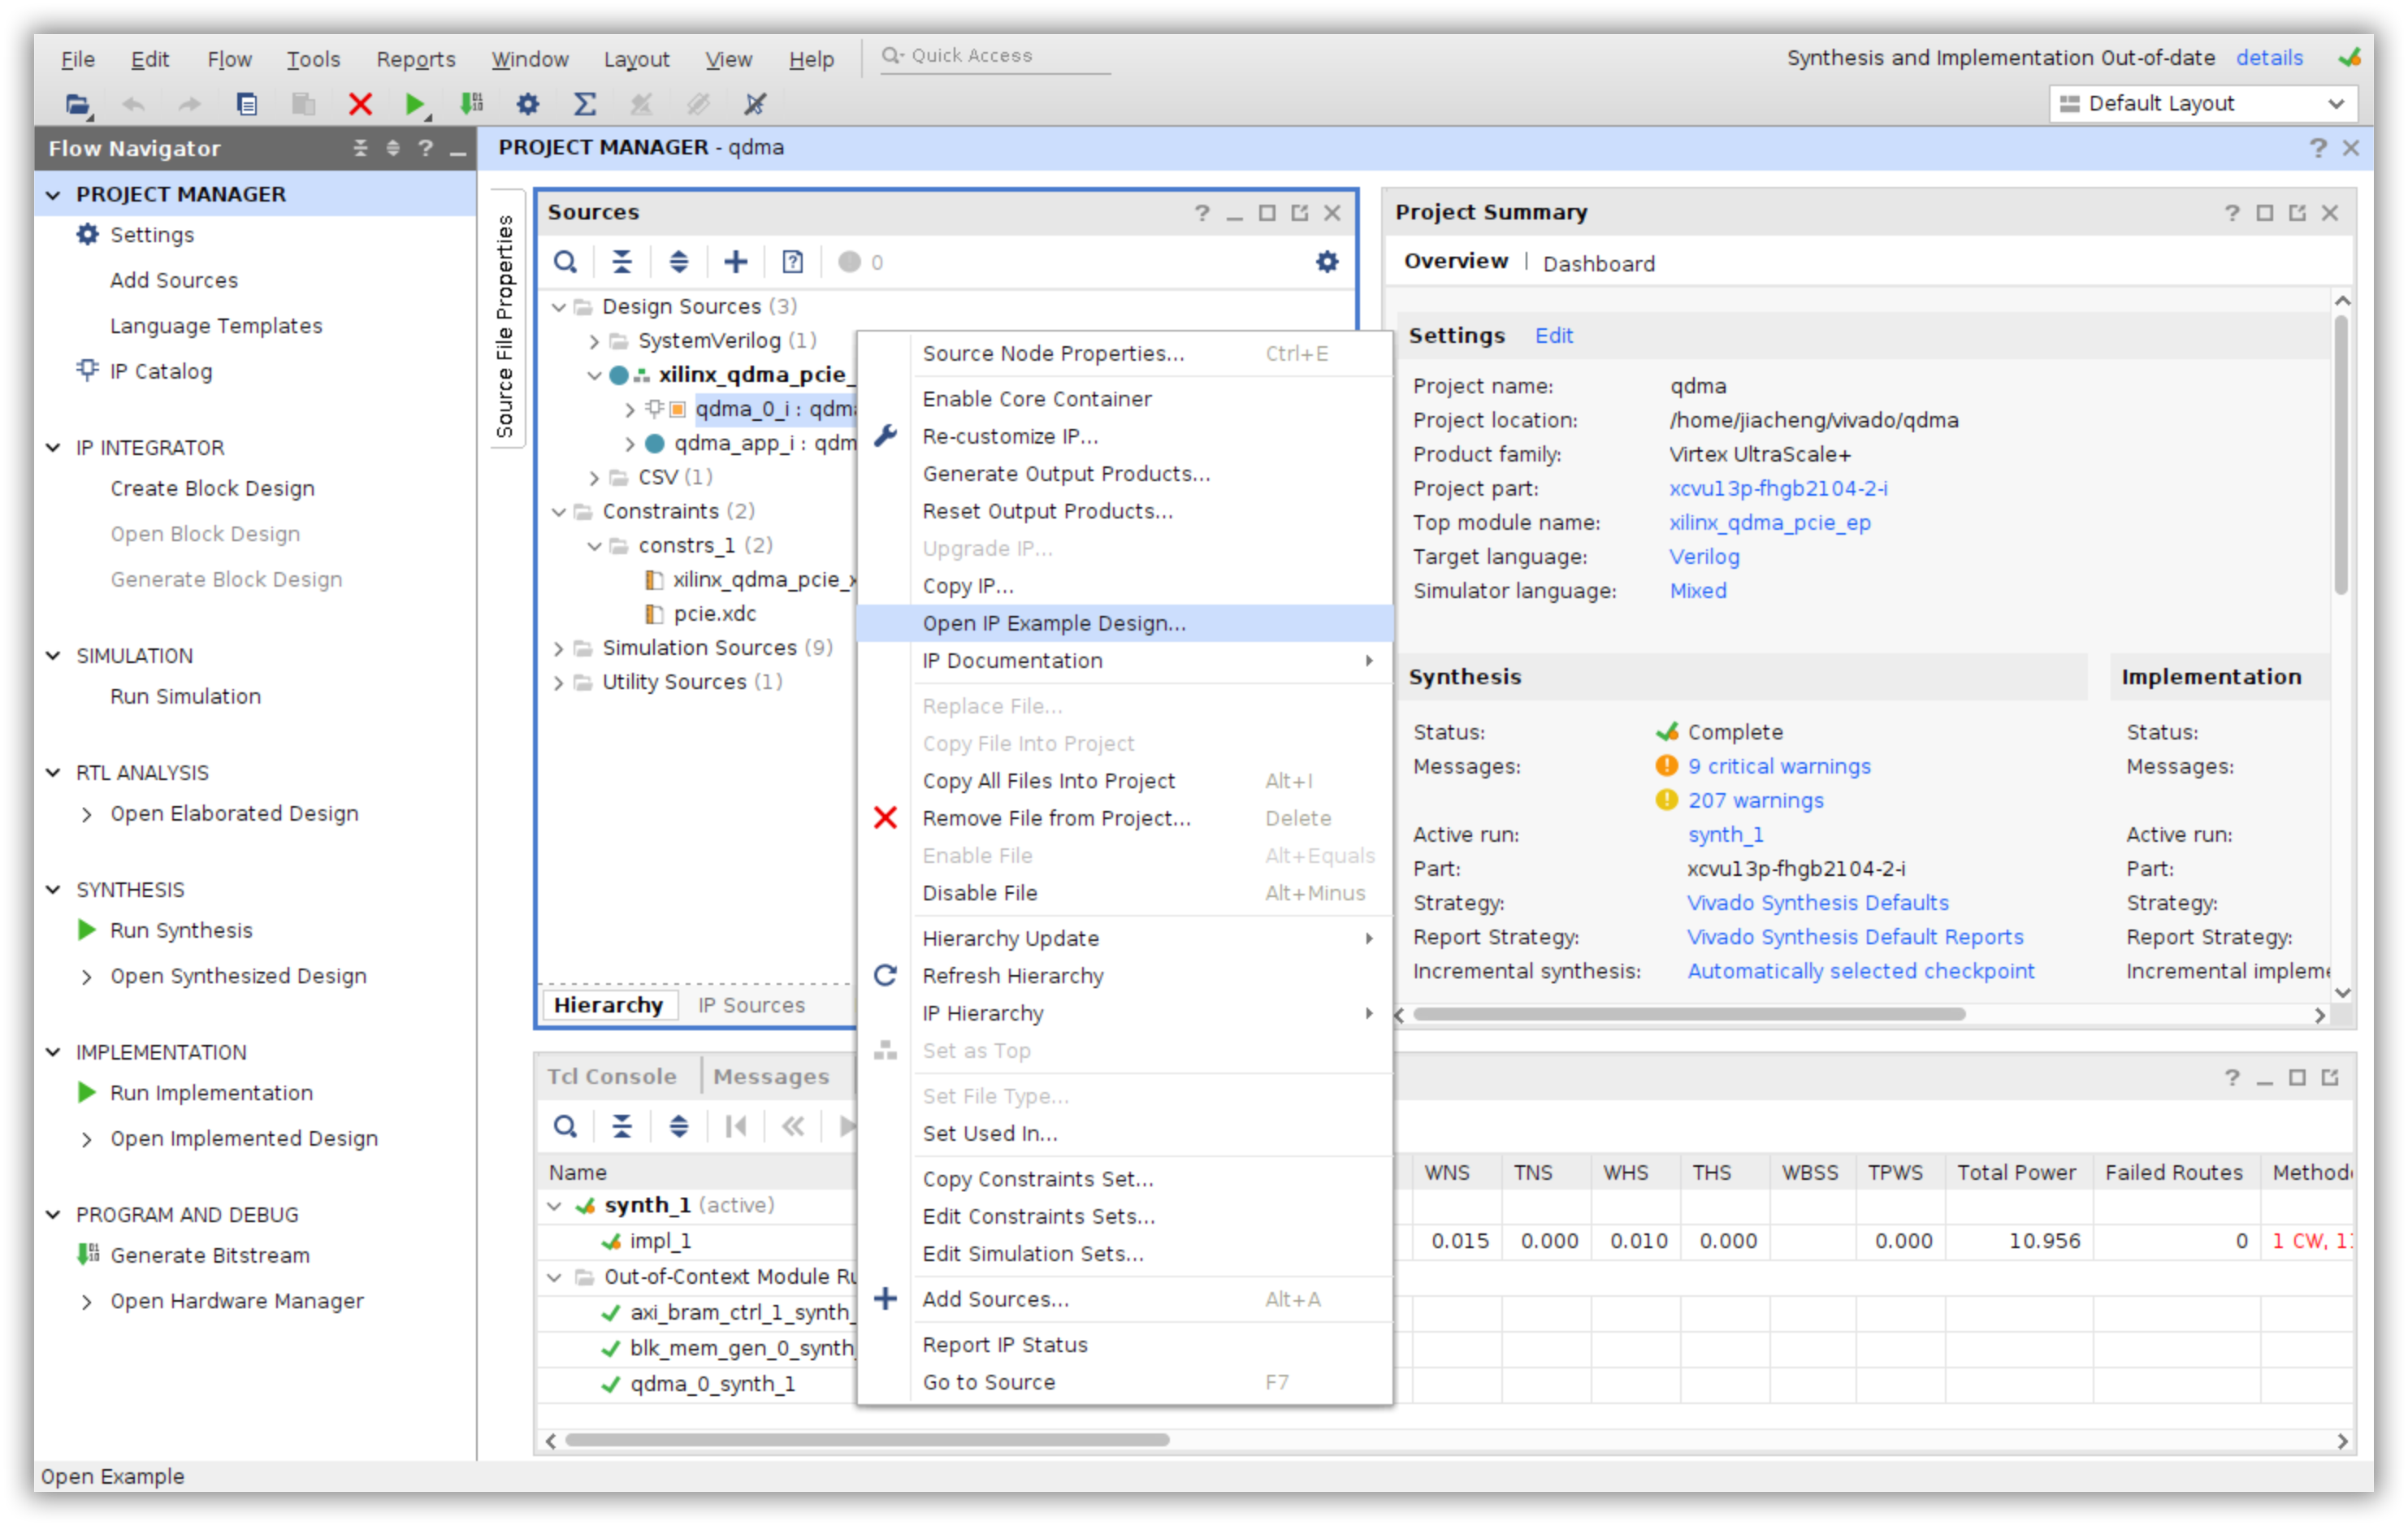 File Edit Flow Tools Reports Window Layout View Help Quick Access
Synthesis and Implementation Out-of-date details
Default Layout
Flow Navigator
PROJECT MANAGER
Settings
Add Sources
Language Templates
IP Catalog
IP INTEGRATOR
Create Block Design
Open Block Design
Generate Block Design
SIMULATION
Run Simulation
RTL ANALYSIS
Open Elaborated Design
SYNTHESIS
Run Synthesis
Open Synthesized Design
IMPLEMENTATION
Run Implementation
Open Implemented Design
PROGRAM AND DEBUG
Generate Bitstream
Open Hardware Manager
PROJECT MANAGER - qdma
Source File Properties
Sources
0
Design Sources (3)
SystemVerilog (1)
xilinx_qdma_pcie_
qdma_0_i : qdma
qdma_app_i : qdm
CSV (1)
Constraints (2)
constrs_1 (2)
xilinx_qdma_pcie_x
pcie.xdc
Simulation Sources (9)
Utility Sources (1)
Hierarchy IP Sources
Source Node Properties... Ctrl+E
Enable Core Container
Re-customize IP...
Generate Output Products...
Reset Output Products...
Upgrade IP...
Copy IP...
Open IP Example Design...
IP Documentation
Replace File...
Copy File Into Project
Copy All Files Into Project Alt+I
Remove File from Project... Delete
Enable File Alt+Equals
Disable File Alt+Minus
Hierarchy Update
Refresh Hierarchy
IP Hierarchy
Set as Top
Set File Type...
Set Used In...
Copy Constraints Set...
Edit Constraints Sets...
Edit Simulation Sets...
Add Sources... Alt+A
Report IP Status
Go to Source F7
Project Summary
Overview | Dashboard
Settings Edit
Project name: qdma
Project location: /home/jiacheng/vivado/qdma
Product family: Virtex UltraScale+
Project part: xcvu13p-fhgb2104-2-i
Top module name: xilinx_qdma_pcie_ep
Target language: Verilog
Simulator language: Mixed
Synthesis
Status: Complete
Messages: 9 critical warnings
207 warnings
Active run: synth_1
Part: xcvu13p-fhgb2104-2-i
Strategy: Vivado Synthesis Defaults
Report Strategy: Vivado Synthesis Default Reports
Incremental synthesis: Automatically selected checkpoint
Implementation
Status:
Messages:
Active run:
Part:
Strategy:
Report Strategy:
Incremental impleme
Tcl Console Messages
Name WNS TNS WHS THS WBSS TPWS Total Power Failed Routes Method
synth_1 (active)
impl_1 0.015 0.000 0.010 0.000 0.000 10.956 0 1 CW, 1
Out-of-Context Module Ru
axi_bram_ctrl_1_synth_
blk_mem_gen_0_synth_
qdma_0_synth_1
Open Example